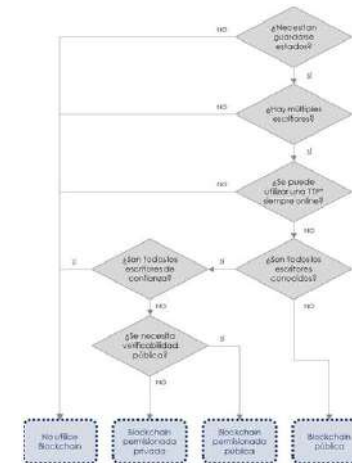 ¿Necesitan
guardarse
estados?
NO
SÍ
¿Hay múltiples
escritores?
NO
SÍ
¿Se puede
utilizar una TTP
siempre online?
NO
NO
¿Son todos los
escritores de
confianza?
SÍ
SÍ
¿Son todos los
escritores
conocidos?
NO
NO
¿Se necesita
verificabilidad
pública?
SÍ
NO
No utilice
Blockchain
Blockchain
permisionada
privada
Blockchain
permisionada
pública
Blockchain
pública